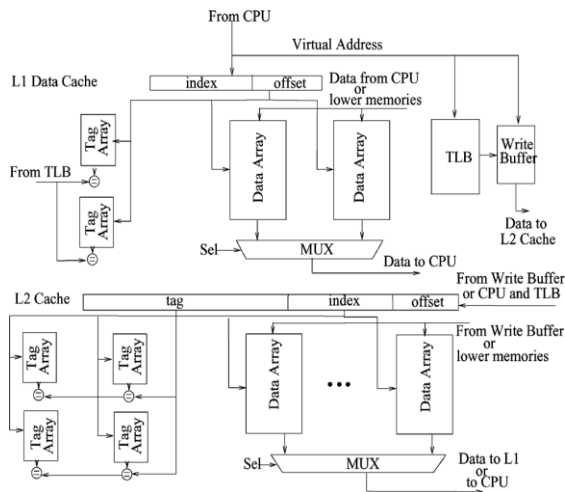 From CPU
Virtual Address
L1 Data Cache
index
offset
Data from CPU
or
lower memories
Tag
Array
From TLB
=
Tag
Array
=
Data Array
Data Array
TLB
Write
Buffer
Data to
L2 Cache
Sel
MUX
Data to CPU
L2 Cache
tag
index
offset
From Write Buffer
or CPU and TLB
From Write Buffer
or
lower memories
Tag
Array
=
Tag
Array
=
Tag
Array
=
Tag
Array
=
Data Array
•••
Data Array
Sel
MUX
Data to L1
or
to CPU